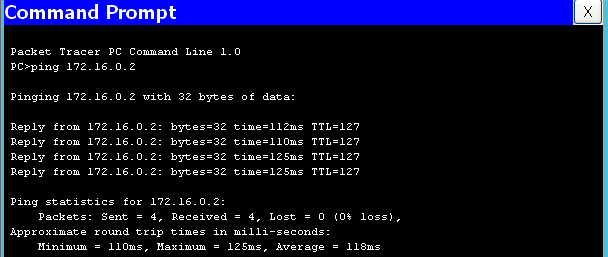 Command Prompt
X
Packet Tracer PC Command Line 1.0
PC>ping 172.16.0.2
Pinging 172.16.0.2 with 32 bytes of data:
Reply from 172.16.0.2: bytes=32 time=112ms TTL=127
Reply from 172.16.0.2: bytes=32 time=110ms TTL=127
Reply from 172.16.0.2: bytes=32 time=125ms TTL=127
Reply from 172.16.0.2: bytes=32 time=125ms TTL=127
Ping statistics for 172.16.0.2:
Packets: Sent = 4, Received = 4, Lost = 0 (0% loss),
Approximate round trip times in milli-seconds:
Minimum = 110ms, Maximum = 125ms, Average = 118ms